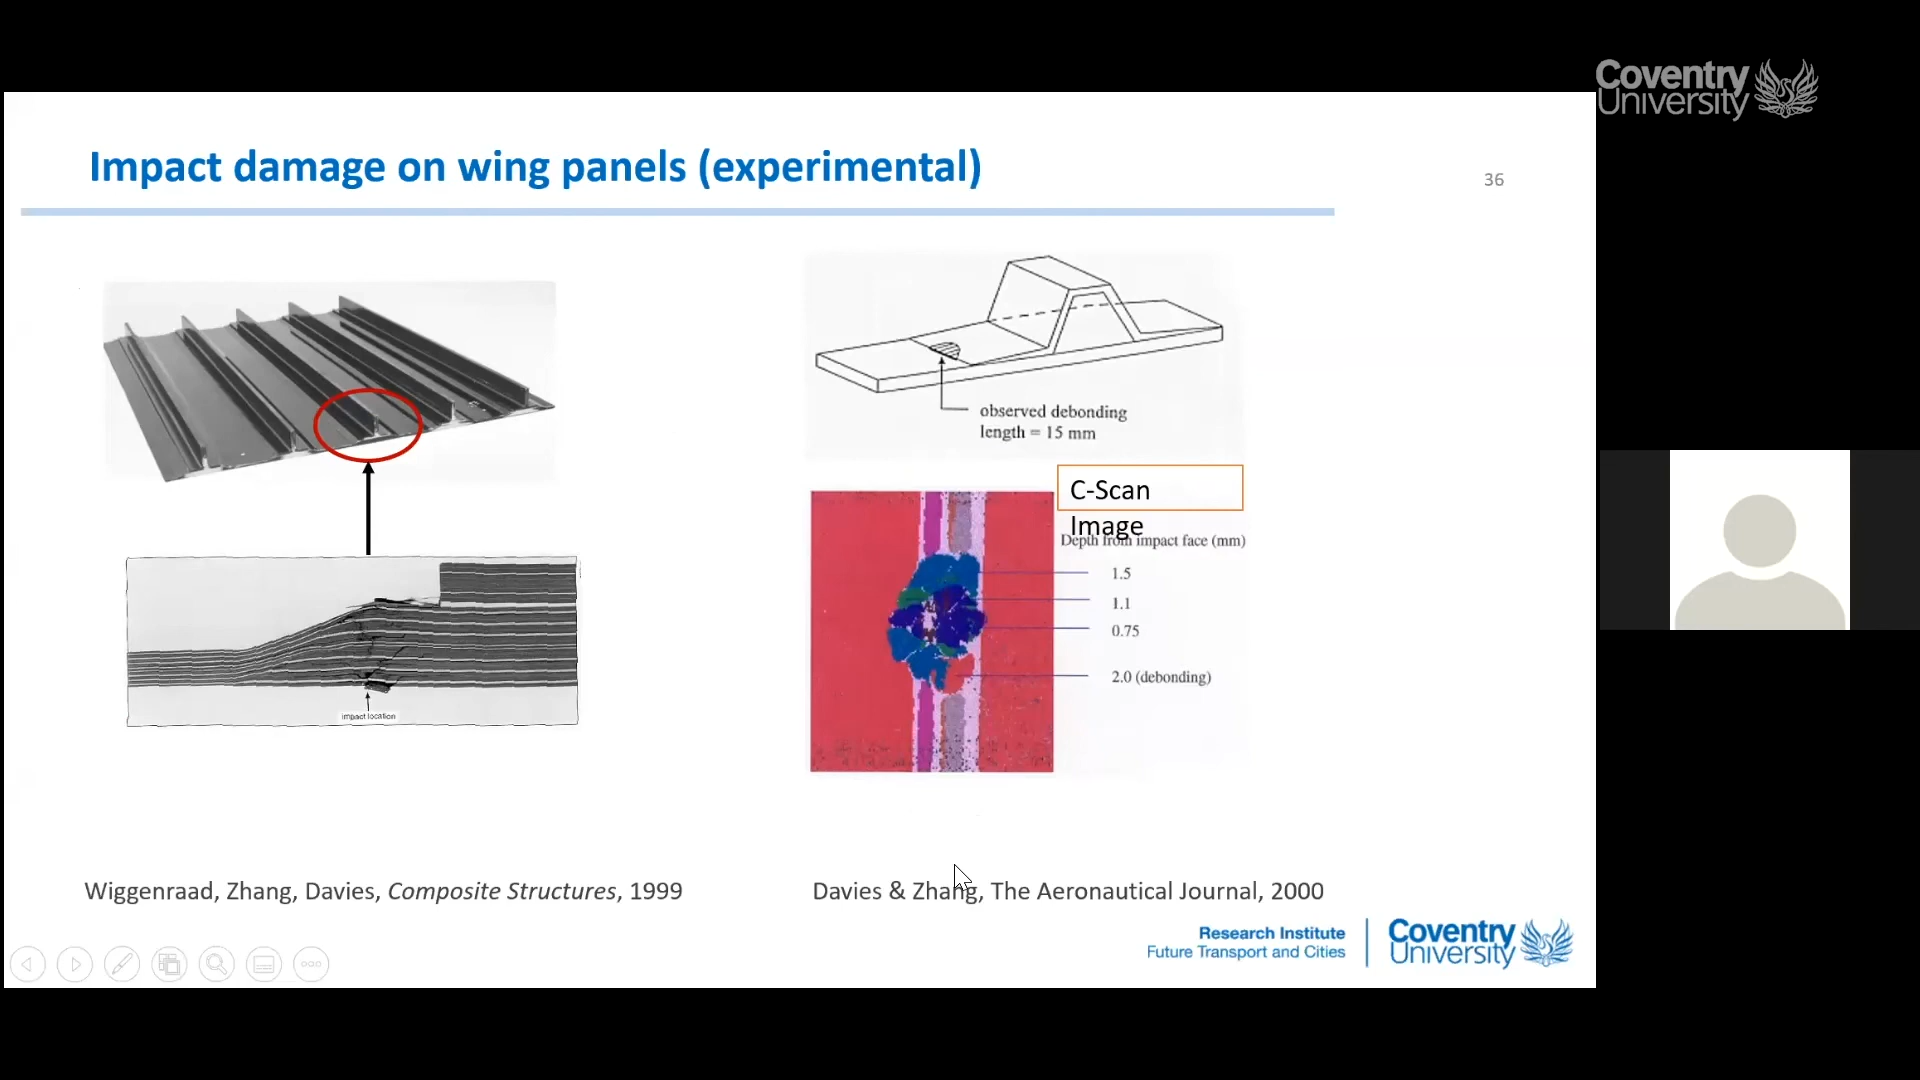 Coventry
University
Impact damage on wing panels (experimental)
36
observed debonding
length = 15 mm
C-Scan
Image
Depth from impact face (mm)
1.5
1.1
0.75
2.0 (debonding)
impact location
Wiggenraad, Zhang, Davies, Composite Structures, 1999
Davies & Zhang, The Aeronautical Journal, 2000
Research Institute
Future Transport and Cities
Coventry
University